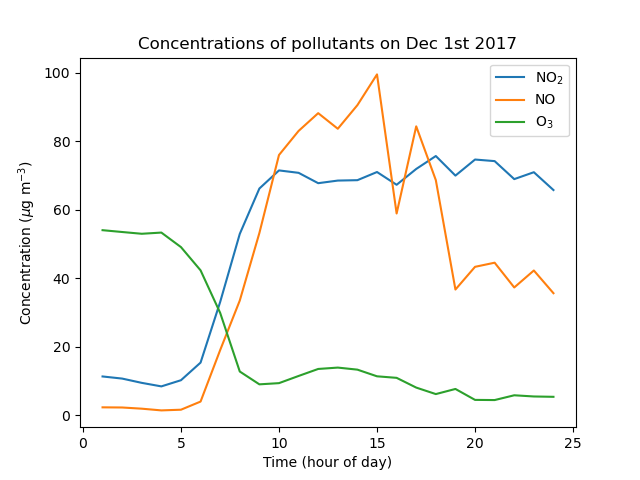 Concentrations of pollutants on Dec 1st 2017
NO₂
NO
O₃
Concentration (μg m⁻³)
100
80
60
40
20
0
0 5 10 15 20 25
Time (hour of day)